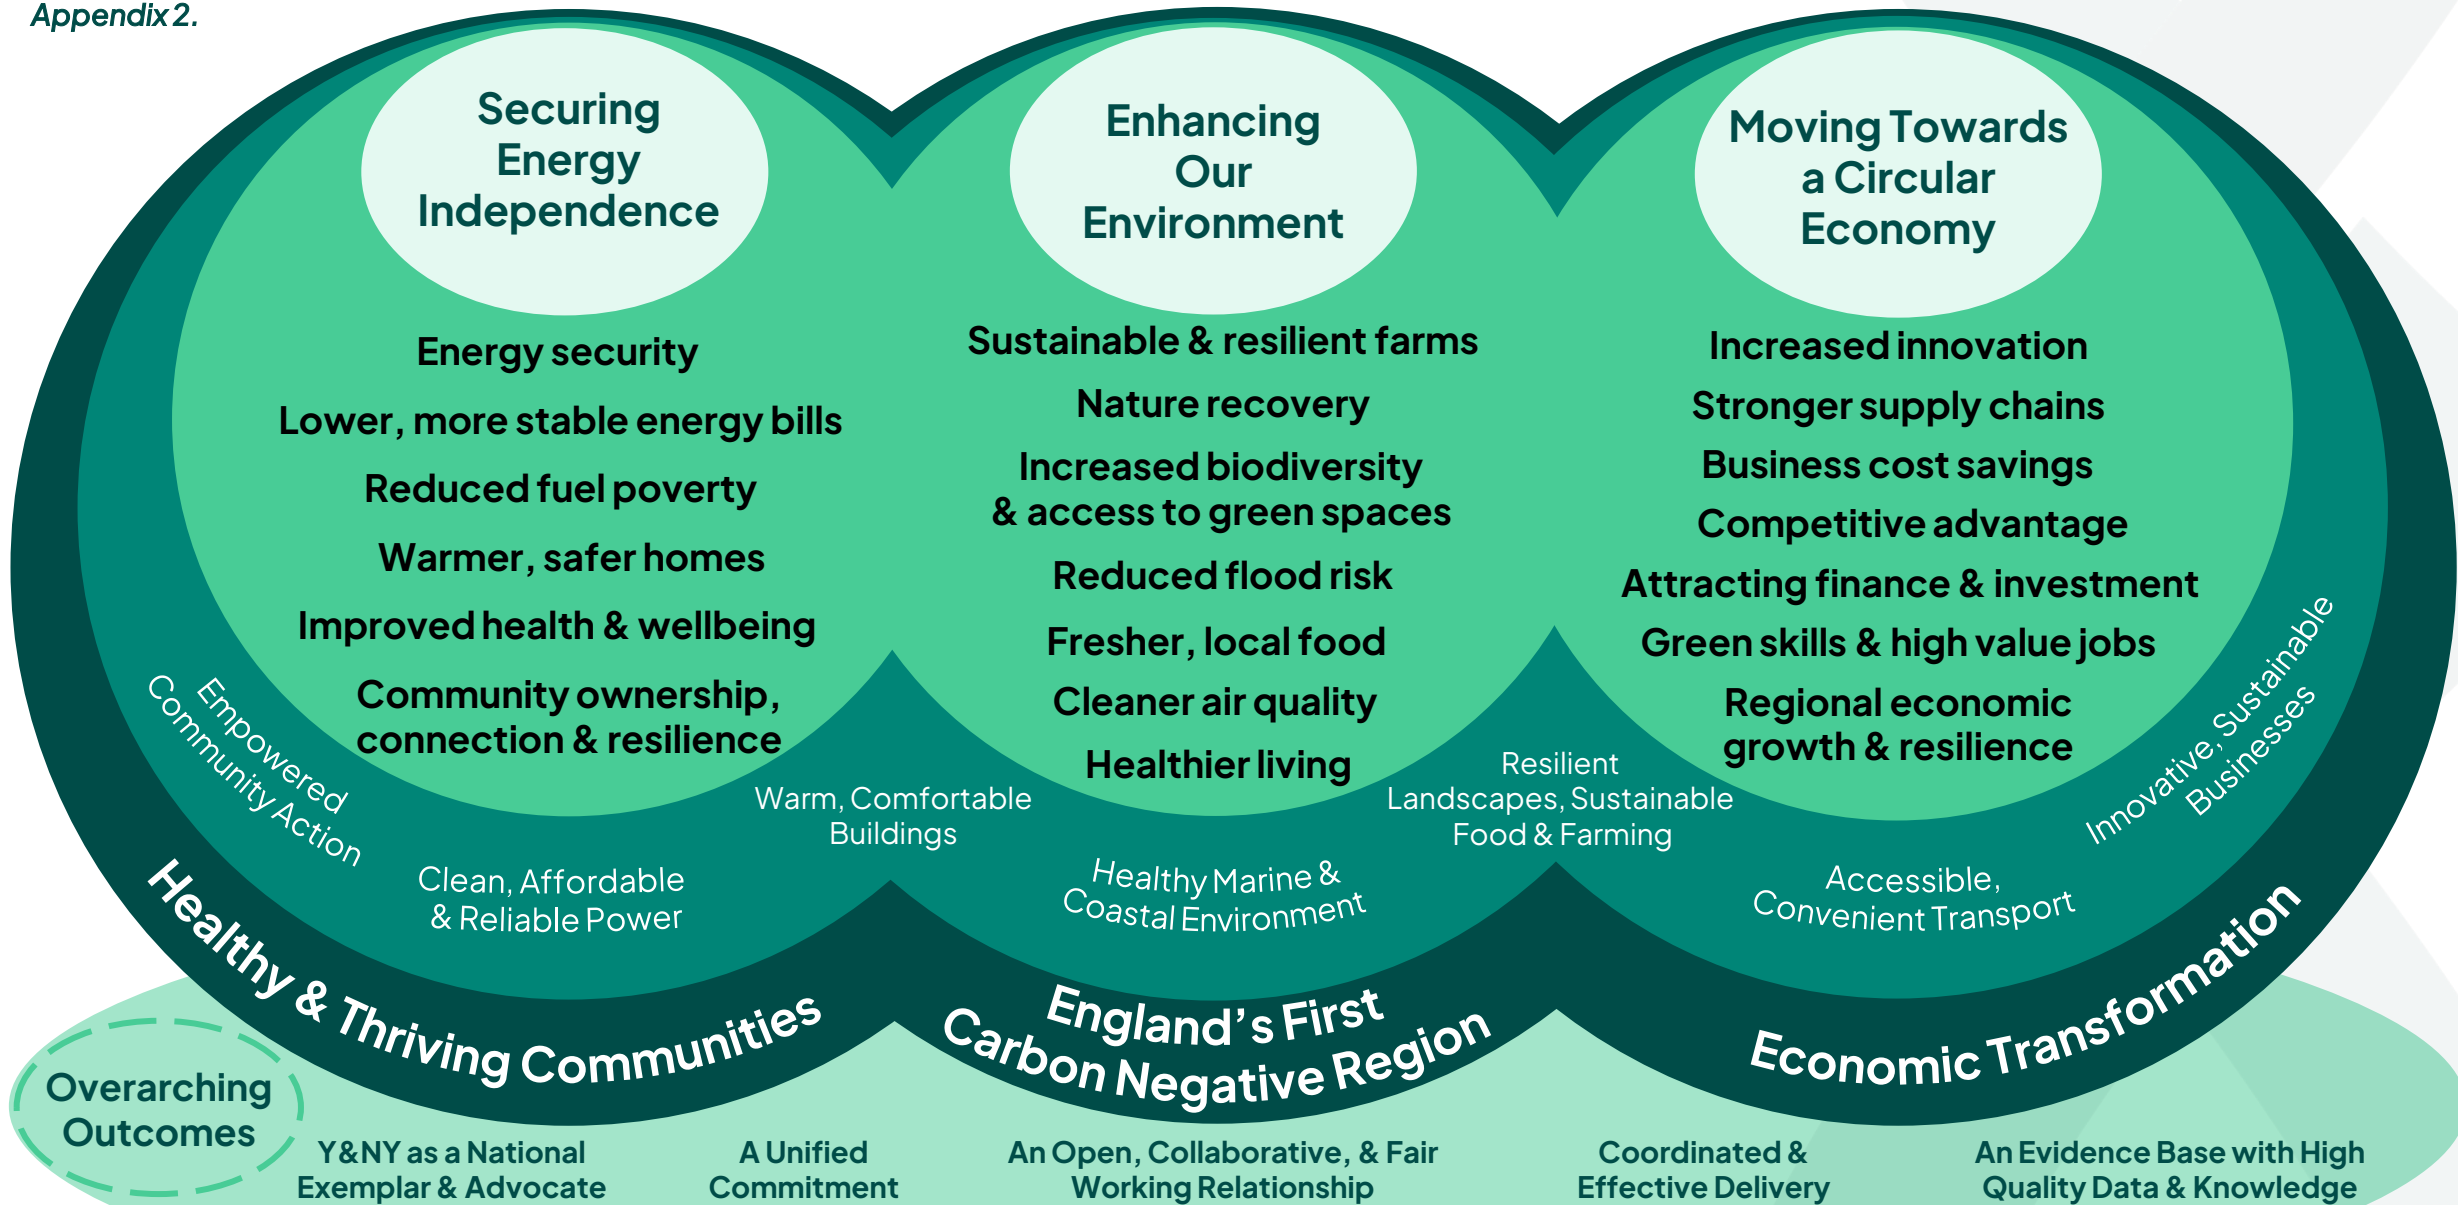 Appendix 2.
Securing
Energy
Independence
Energy security
Lower, more stable energy bills
Reduced fuel poverty
Warmer, safer homes
Improved health & wellbeing
Community ownership,
connection & resilience
Enhancing
Our
Environment
Sustainable & resilient farms
Nature recovery
Increased biodiversity
& access to green spaces
Reduced flood risk
Fresher, local food
Cleaner air quality
Healthier living
Moving Towards
a Circular
Economy
Increased innovation
Stronger supply chains
Business cost savings
Competitive advantage
Attracting finance & investment
Green skills & high value jobs
Regional economic
growth & resilience
Empowered
Community Action
Clean, Affordable
& Reliable Power
Warm, Comfortable
Buildings
Healthy Marine &
Coastal Environment
Resilient
Landscapes, Sustainable
Food & Farming
Accessible,
Convenient Transport
Innovative, Sustainable
Businesses
Healthy & Thriving Communities
England's First
Carbon Negative Region
Economic Transformation
Overarching
Outcomes
Y&NY as a National
Exemplar & Advocate
A Unified
Commitment
An Open, Collaborative, & Fair
Working Relationship
Coordinated &
Effective Delivery
An Evidence Base with High
Quality Data & Knowledge